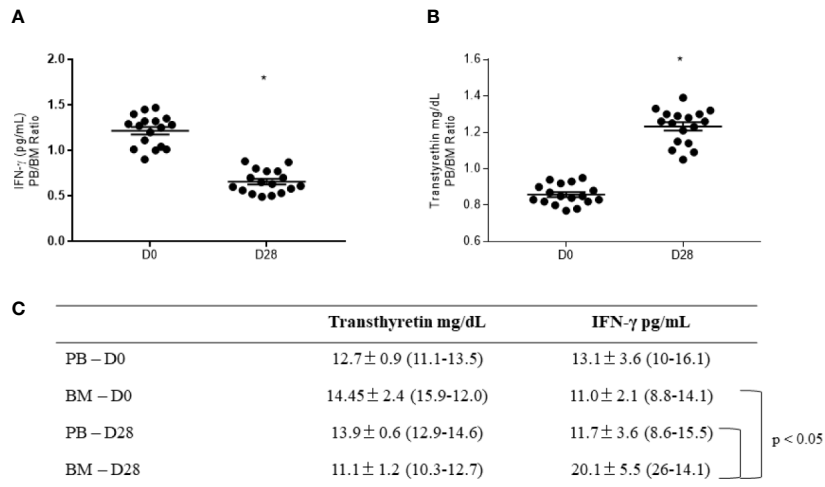 A
IFN-γ (pg/mL)
PB/BM Ratio
2.0
1.5
1.0
0.5
0.0
*
D0 D28
B
Transtyrethin mg/dL
PB/BM Ratio
1.6
1.4
1.2
1.0
0.8
0.6
*
D0 D28
C
Transthyretin mg/dL IFN-γ pg/mL
PB – D0 12.7 ± 0.9 (11.1-13.5) 13.1 ± 3.6 (10-16.1)
BM – D0 14.45 ± 2.4 (15.9-12.0) 11.0 ± 2.1 (8.8-14.1)
PB – D28 13.9 ± 0.6 (12.9-14.6) 11.7 ± 3.6 (8.6-15.5)
BM – D28 11.1 ± 1.2 (10.3-12.7) 20.1 ± 5.5 (26-14.1)
p < 0.05